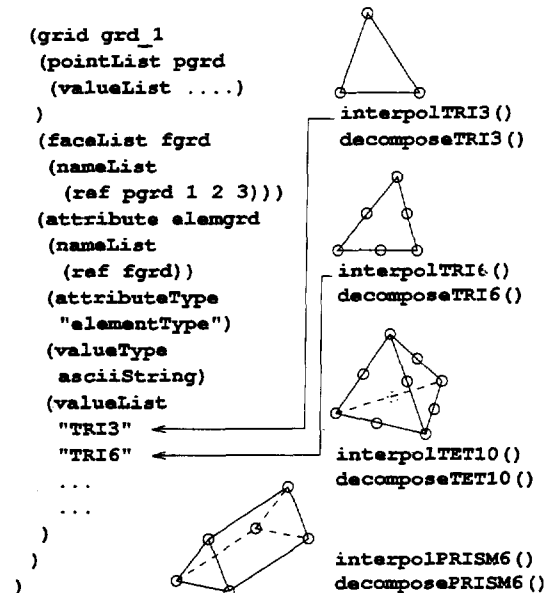 (grid grd_1
(pointList pgrd
(valueList ....)
)
(faceList fgrd
(nameList
(ref pgrd 1 2 3)))
(attribute elemgrd
(nameList
(ref fgrd))
(attributeType
"elementType")
(valueType
asciiString)
(valueList
"TRI3"
"TRI6"
...
...
)
)
)
interpolTRI3()
decomposeTRI3()
interpolTRI6()
decomposeTRI6()
interpolTET10()
decomposeTET10()
interpolPRISM6()
decomposePRISM6()